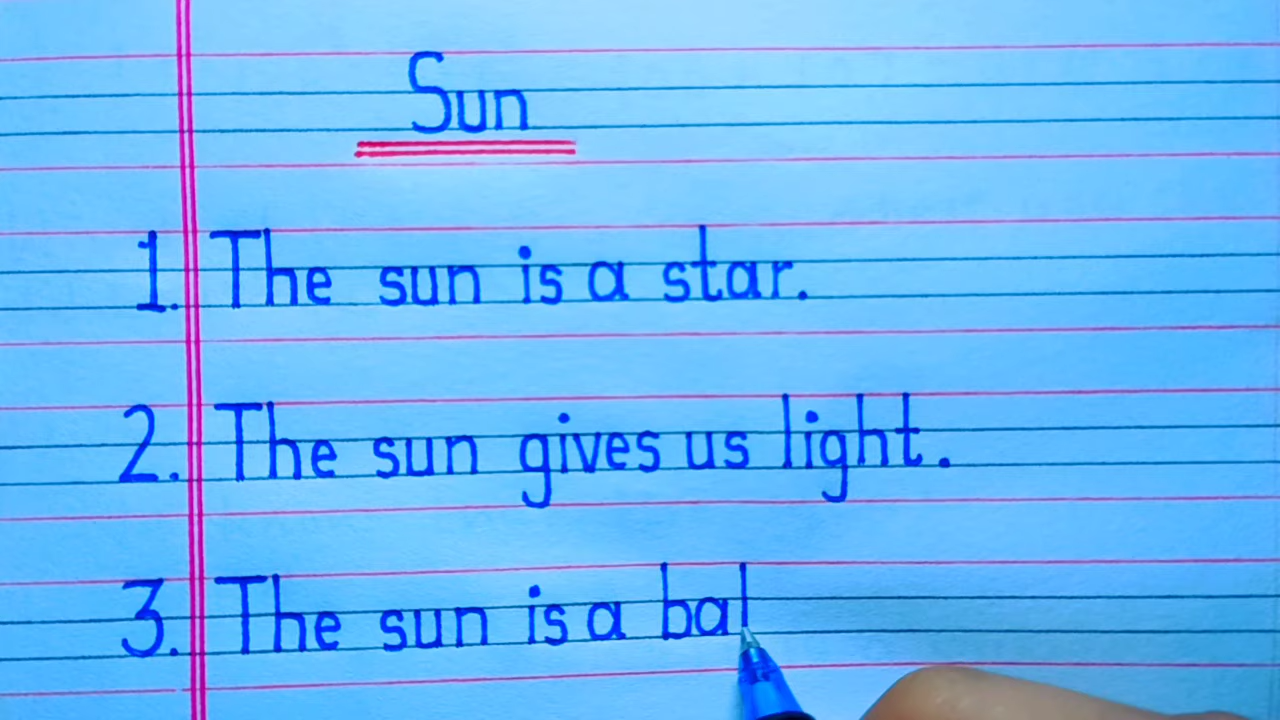 Sun
1. The sun is a star.
2. The sun gives us light.
3. The sun is a bal